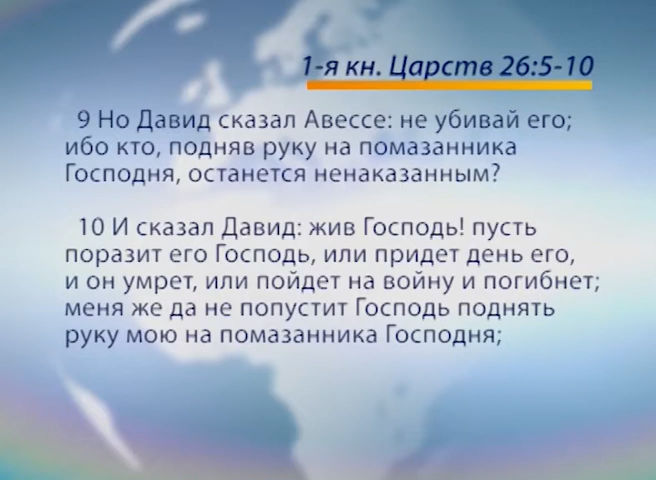 1-я кн. Царств 26:5-10
9 Но Давид сказал Авессе: не убивай его;
ибо кто, подняв руку на помазанника
Господня, останется ненаказанным?
10 И сказал Давид: жив Господь! пусть
поразит его Господь, или придет день его,
и он умрет, или пойдет на войну и погибнет;
меня же да не попустит Господь поднять
руку мою на помазанника Господня;